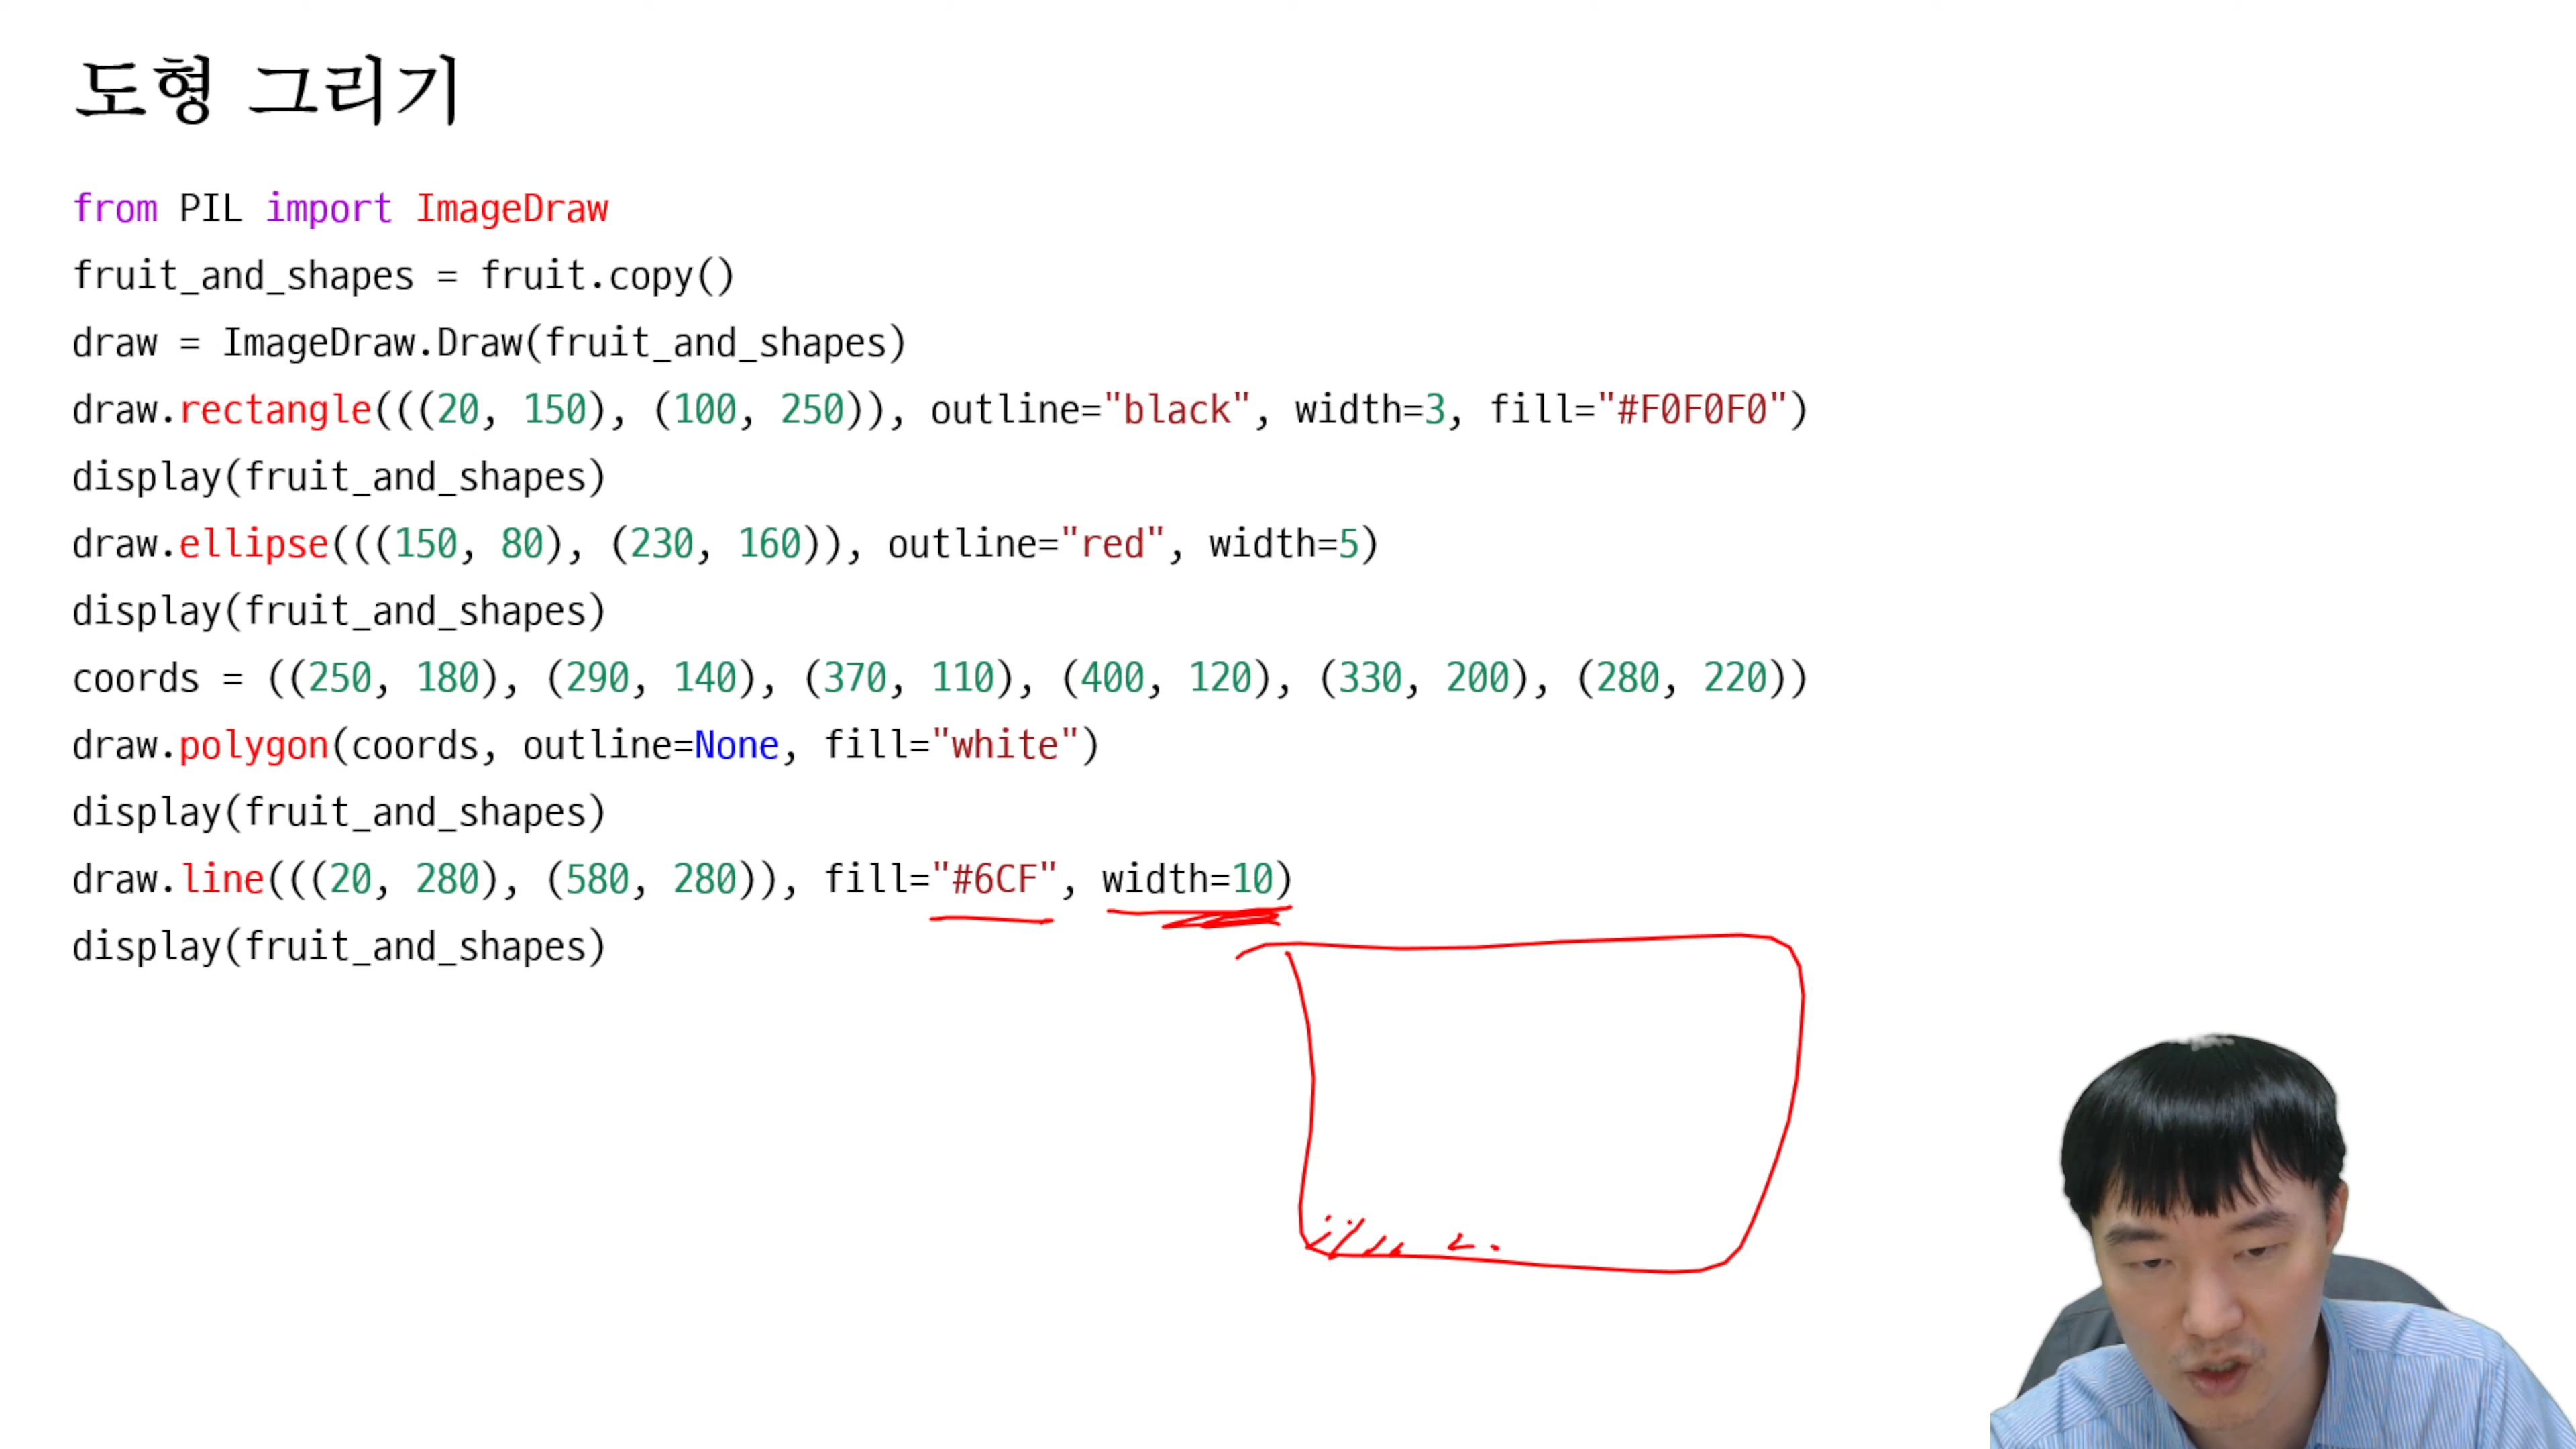 도형 그리기
from PIL import ImageDraw
fruit_and_shapes = fruit.copy()
draw = ImageDraw.Draw(fruit_and_shapes)
draw.rectangle(((20, 150), (100, 250)), outline="black", width=3, fill="#F0F0F0")
display(fruit_and_shapes)
draw.ellipse(((150, 80), (230, 160)), outline="red", width=5)
display(fruit_and_shapes)
coords = ((250, 180), (290, 140), (370, 110), (400, 120), (330, 200), (280, 220))
draw.polygon(coords, outline=None, fill="white")
display(fruit_and_shapes)
draw.line(((20, 280), (580, 280)), fill="#6CF", width=10)
display(fruit_and_shapes)